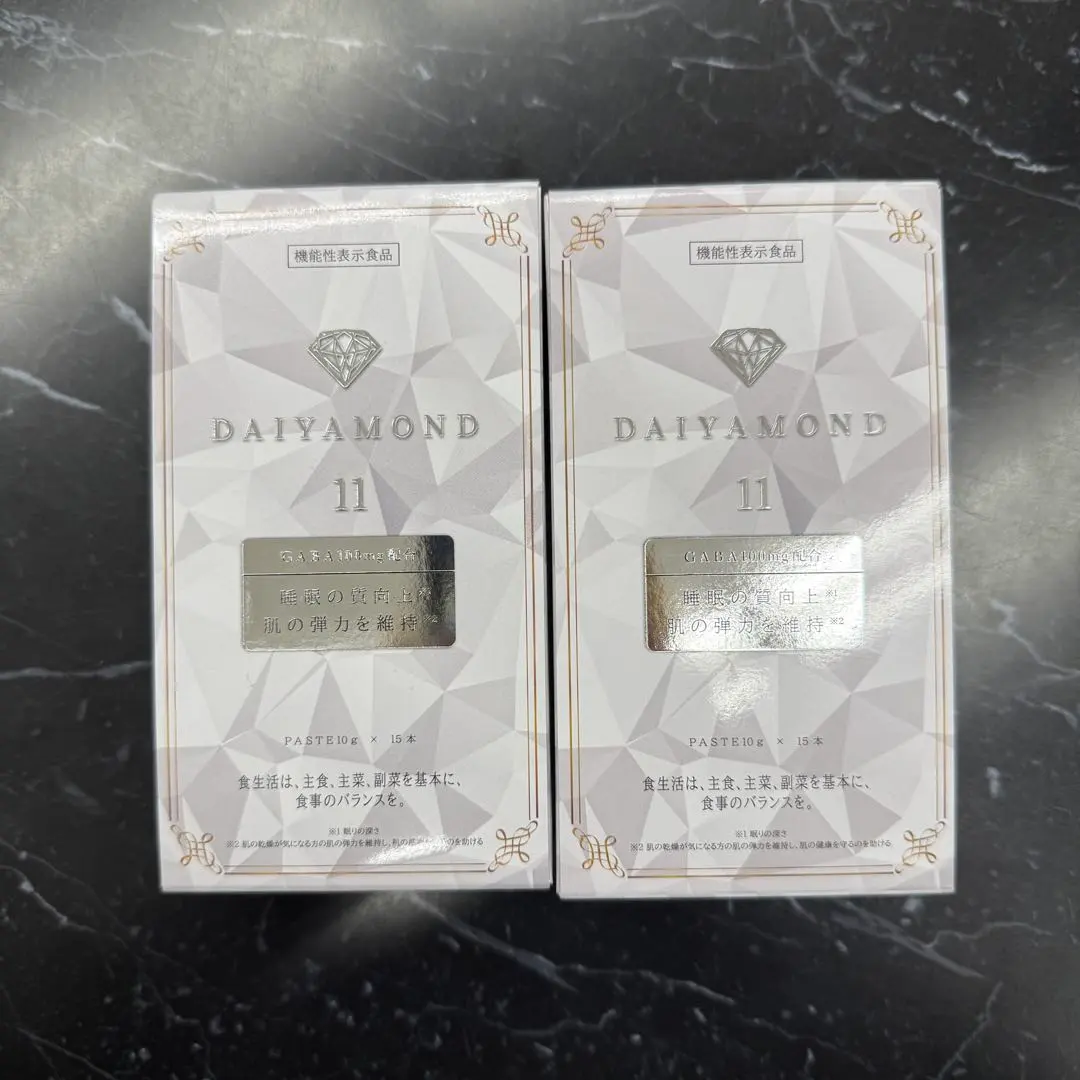 機能性表示食品
DAIYAMOND
11
GABA100mg配合
睡眠の質向上※1
肌の弾力を維持※2
PASTE10g × 15本
食生活は、主食、主菜、副菜を基本に、
食事のバランスを。
※1 眠りの深さ
※2 肌の乾燥が気になる方の肌の弾力を維持し、肌の のを助ける
機能性表示食品
DAIYAMOND
11
GABA100mg配合
睡眠の質向上※1
肌の弾力を維持※2
PASTE10g × 15本
食生活は、主食、主菜、副菜を基本に、
食事のバランスを。
※1 眠りの深さ
※2 肌の乾燥が気になる方の肌の弾力を維持し、肌の健康を守るのを助ける